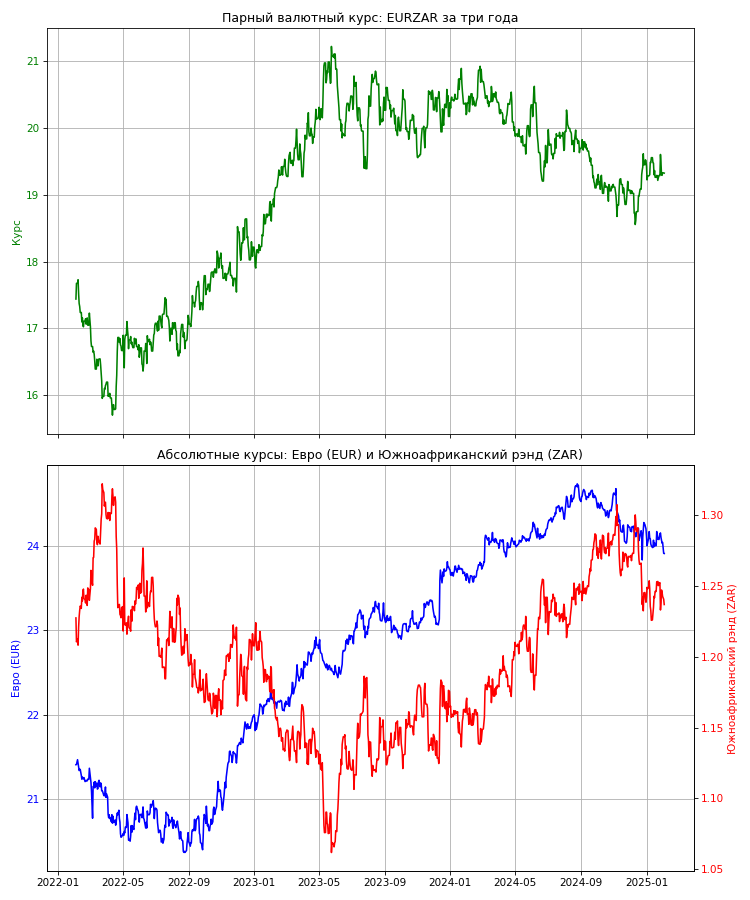 Парный валютный курс: EURZAR за три года
21
20
19
18
17
16
Курс
Абсолютные курсы: Евро (EUR) и Южноафриканский рэнд (ZAR)
24
23
22
21
Евро (EUR)
1.30
1.25
1.20
1.15
1.10
1.05
Южноафриканский рэнд (ZAR)
2022-01 2022-05 2022-09 2023-01 2023-05 2023-09 2024-01 2024-05 2024-09 2025-01